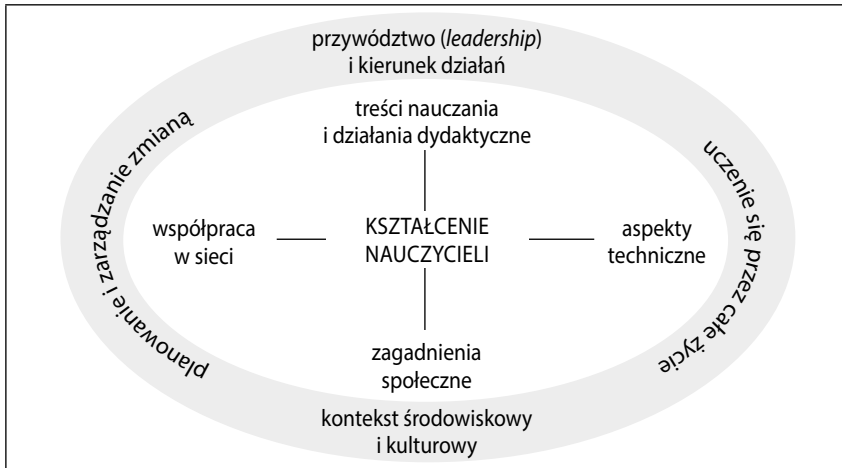 przywództwo (leadership)
i kierunek działań
treści nauczania
i działania dydaktyczne
planowanie i zarządzanie zmianą
uczenie się przez całe życie
współpraca
w sieci
KSZTAŁCENIE
NAUCZYCIELI
aspekty
techniczne
zagadnienia
społeczne
kontekst środowiskowy
i kulturowy